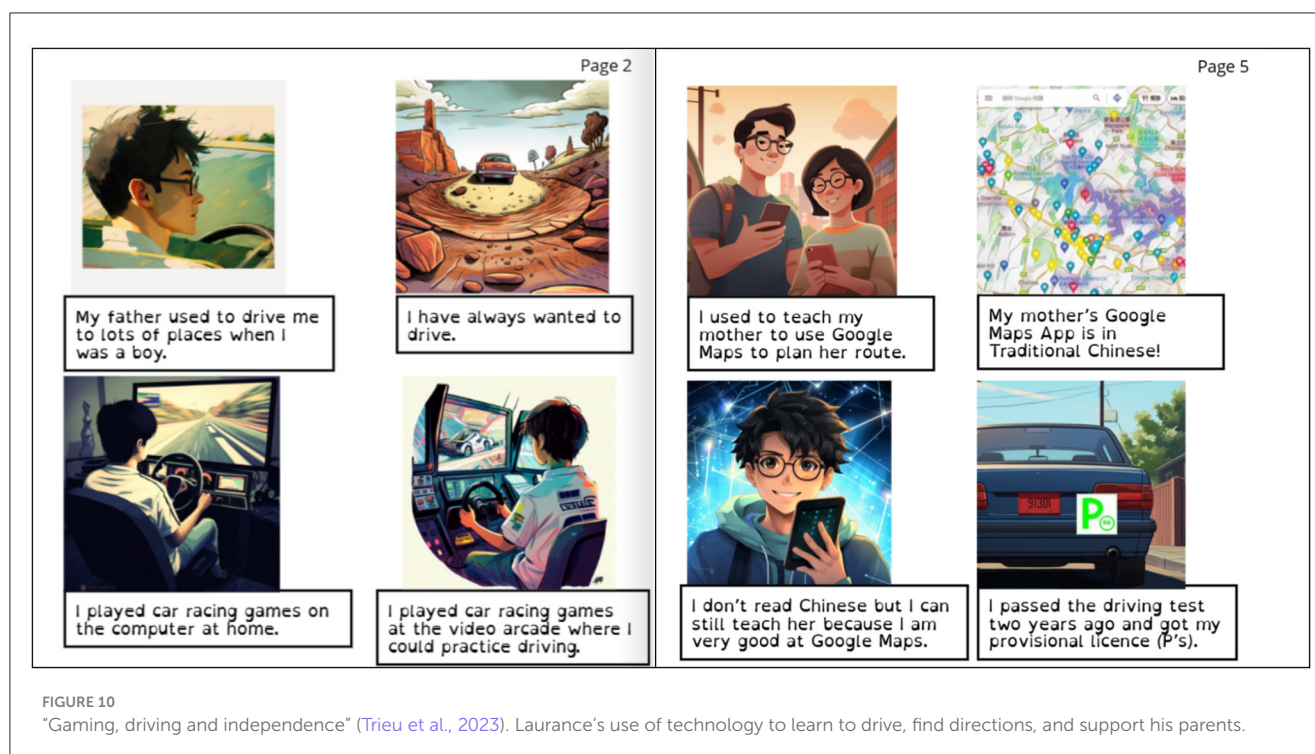 Page 2
My father used to drive me
to lots of places when I
was a boy.
I have always wanted to
drive.
I played car racing games on
the computer at home.
I played car racing games
at the video arcade where I
could practice driving.
Page 5
I used to teach my
mother to use Google
Maps to plan her route.
My mother's Google
Maps App is in
Traditional Chinese!
I don't read Chinese but I can
still teach her because I am
very good at Google Maps.
91301
P
90
I passed the driving test
two years ago and got my
provisional licence (P's).
FIGURE 10
"Gaming, driving and independence" (Trieu et al., 2023). Laurance's use of technology to learn to drive, find directions, and support his parents.